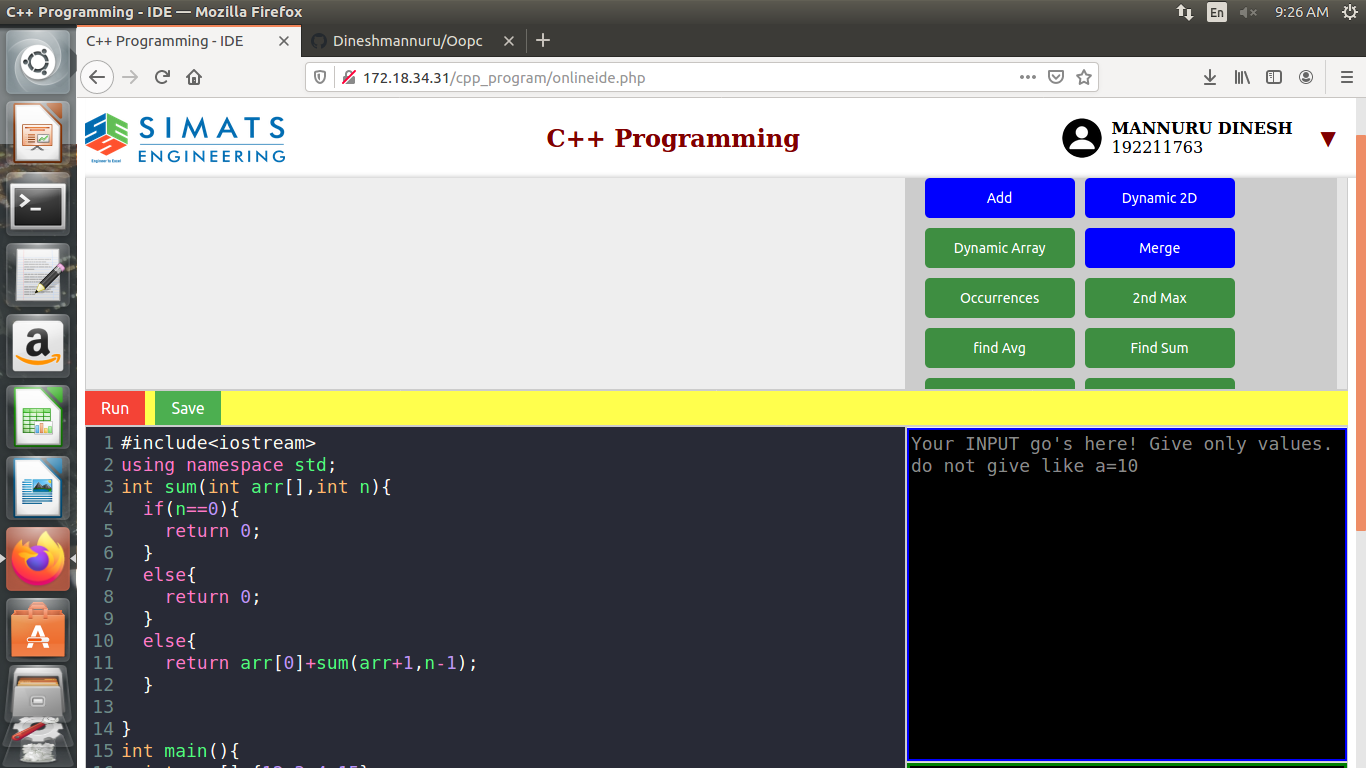 C++ Programming - IDE — Mozilla Firefox
En
9:26 AM
C++ Programming - IDE
Dineshmannuru/Oopc
172.18.34.31/cpp_program/onlineide.php
SIMATS
ENGINEERING
Engineer to Excel
C++ Programming
MANNURU DINESH
192211763
Add
Dynamic 2D
Dynamic Array
Merge
Occurrences
2nd Max
find Avg
Find Sum
Run
Save
1 #include<iostream>
2 using namespace std;
3 int sum(int arr[],int n){
4   if(n==0){
5     return 0;
6   }
7   else{
8     return 0;
9   }
10   else{
11     return arr[0]+sum(arr+1,n-1);
12   }
13
14 }
15 int main(){
Your INPUT go's here! Give only values.
do not give like a=10